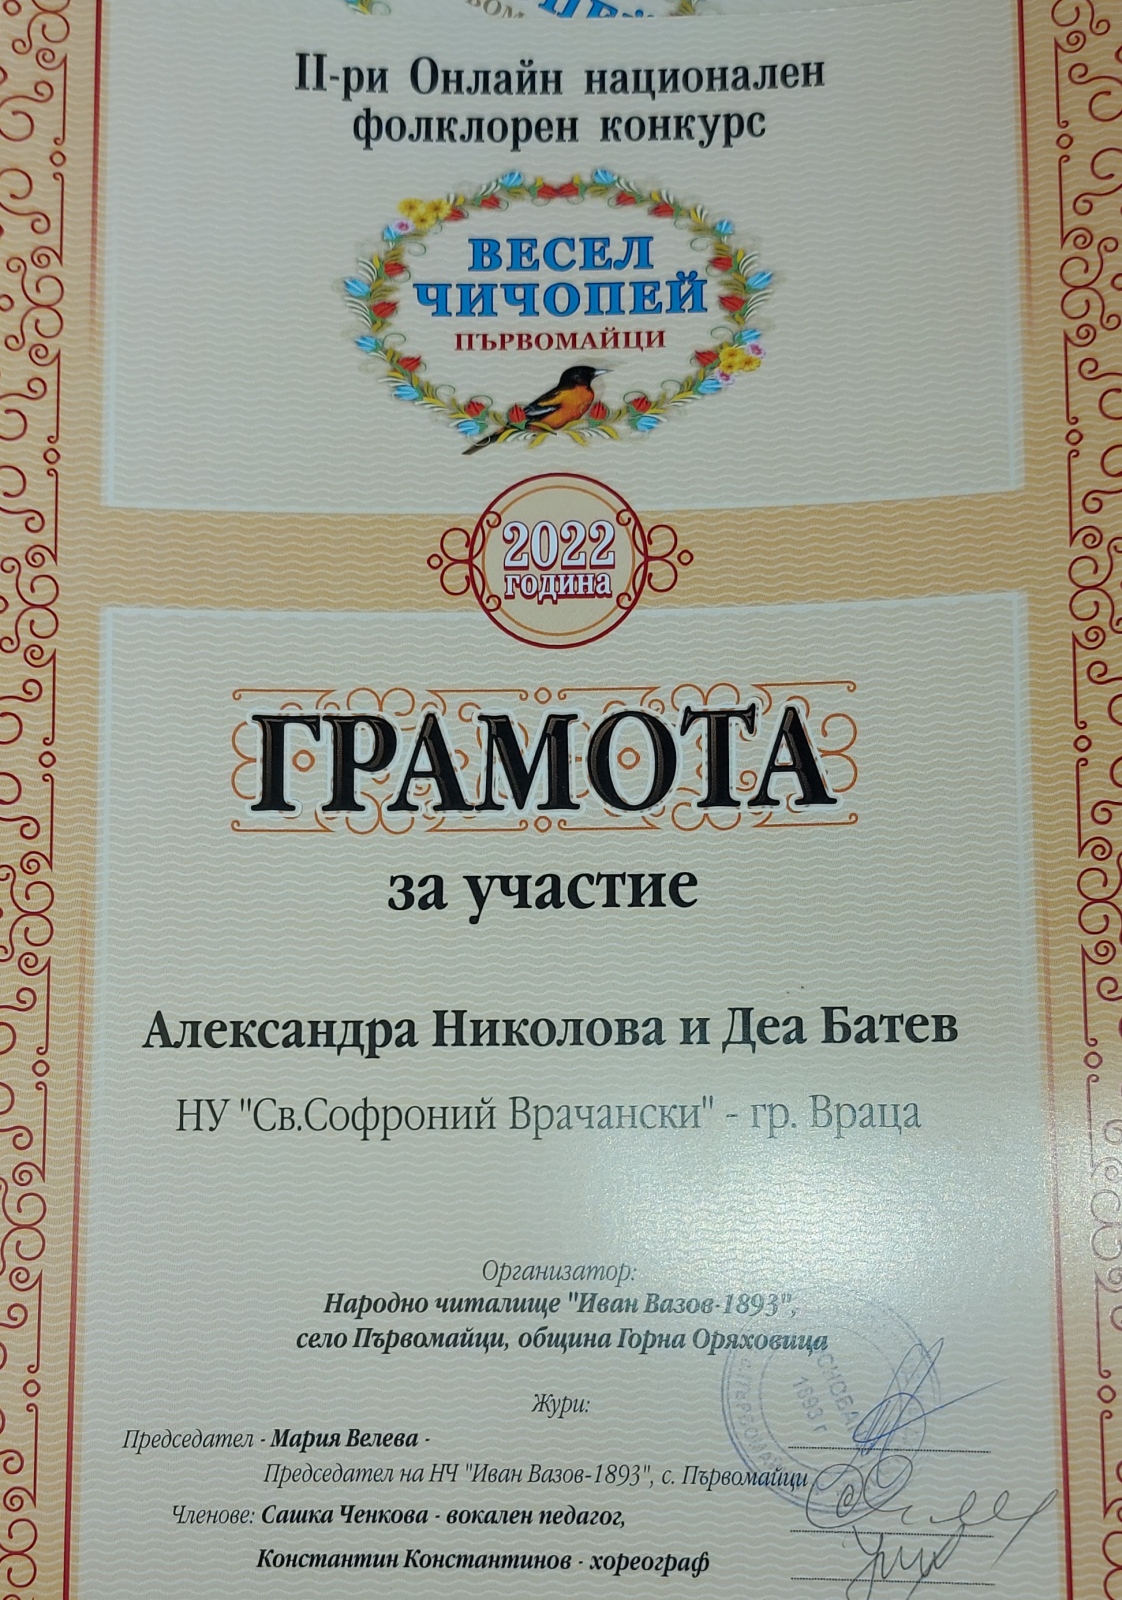 II-ри Онлайн национален
фолклорен конкурс
ВЕСЕЛ
ЧИЧОПЕЙ
ПЪРВОМАЙЦИ
2022
година
ГРАМОТА
за участие
Александра Николова и Деа Батев
НУ "Св.Софроний Врачански" - гр. Враца
Организатор:
Народно читалище "Иван Вазов-1893",
село Първомайци, община Горна Оряховица
Жури:
Председател - Мария Велева -
Председател на НЧ "Иван Вазов-1893", с. Първомайци
Членове: Сашка Ченкова - вокален педагог,
Константин Константинов - хореограф
1893 г